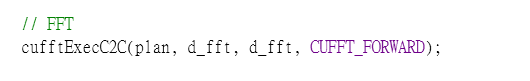 // FFT
cufftExecC2C(plan, d_fft, d_fft, CUFFT_FORWARD);